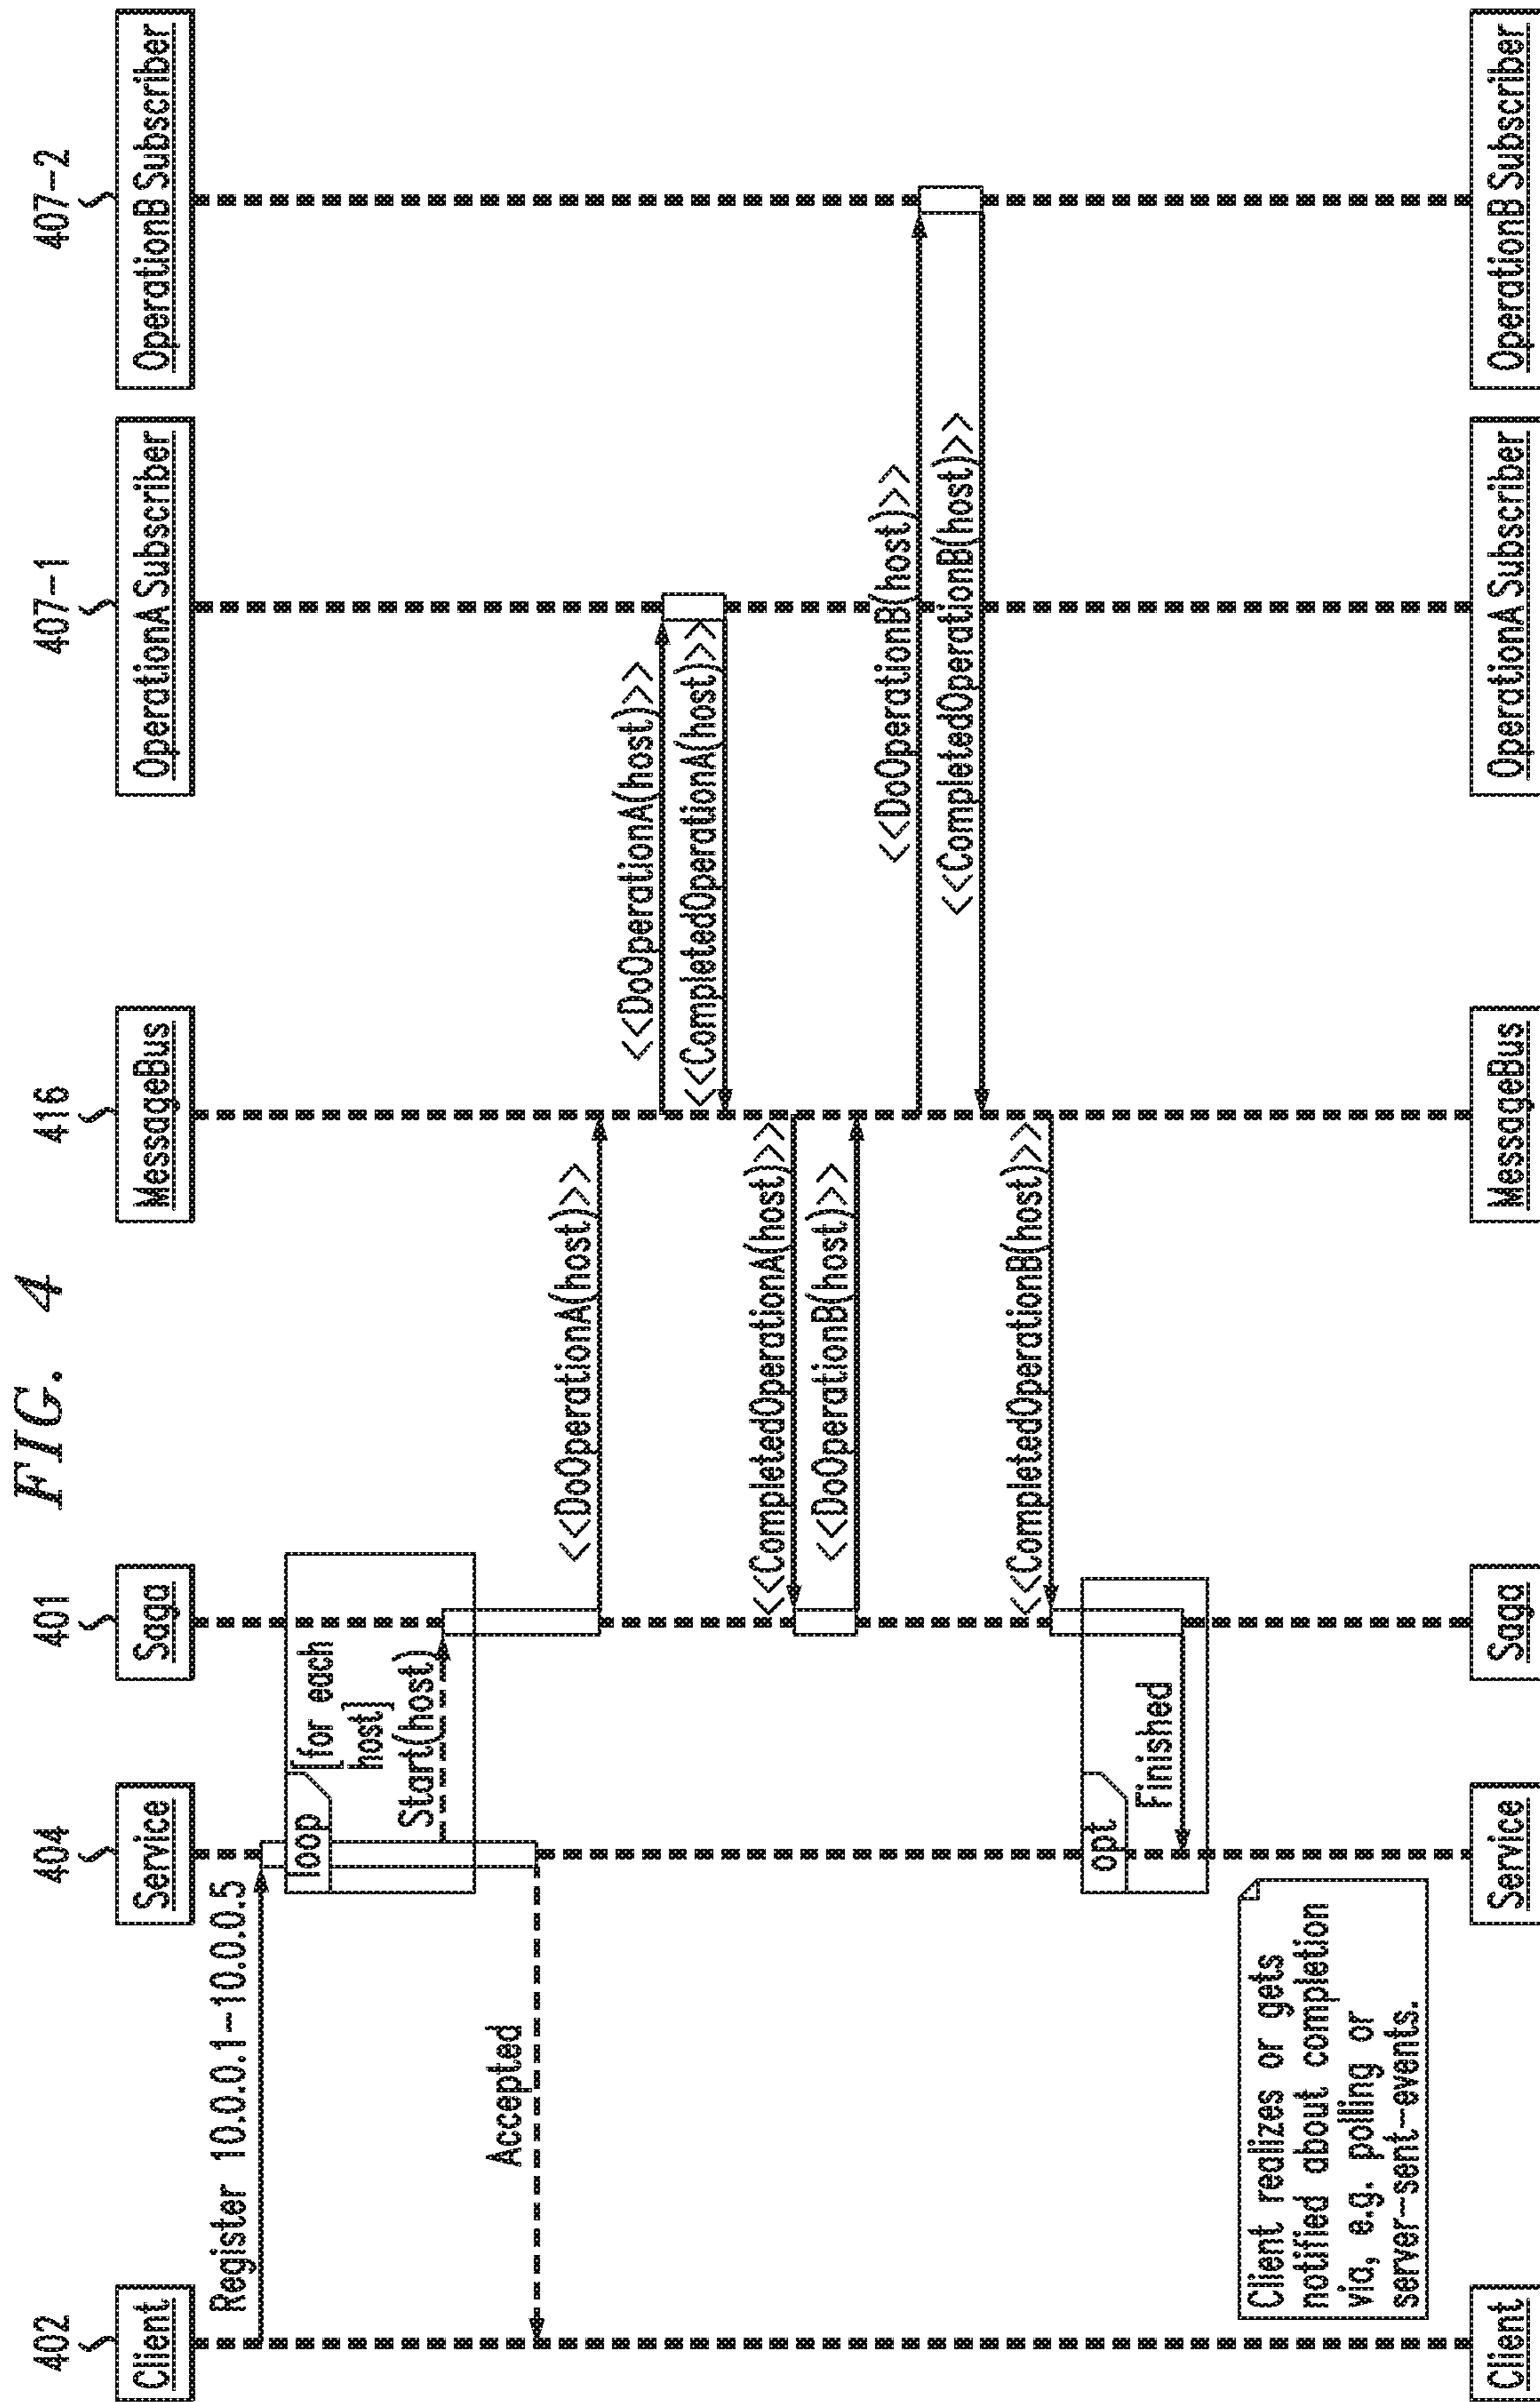 FIG. 4
402
404
401
416
407-1
407-2
Client
Service
Saga
MessageBus
OperationA Subscriber
OperationB Subscriber
Register 10.0.0.1-10.0.0.5
loop
[for each
host]
Start(host)
Accepted
<<DoOperationA(host)>>
<<DoOperationA(host)>>
<<CompletedOperationA(host)>>
<<CompletedOperationA(host)>>
<<DoOperationB(host)>>
<<DoOperationB(host)>>
<<CompletedOperationB(host)>>
<<CompletedOperationB(host)>>
opt
Finished
Client realizes or gets
notified about completion
via, e.g. polling or
server-sent-events.
Client
Service
Saga
MessageBus
OperationA Subscriber
OperationB Subscriber